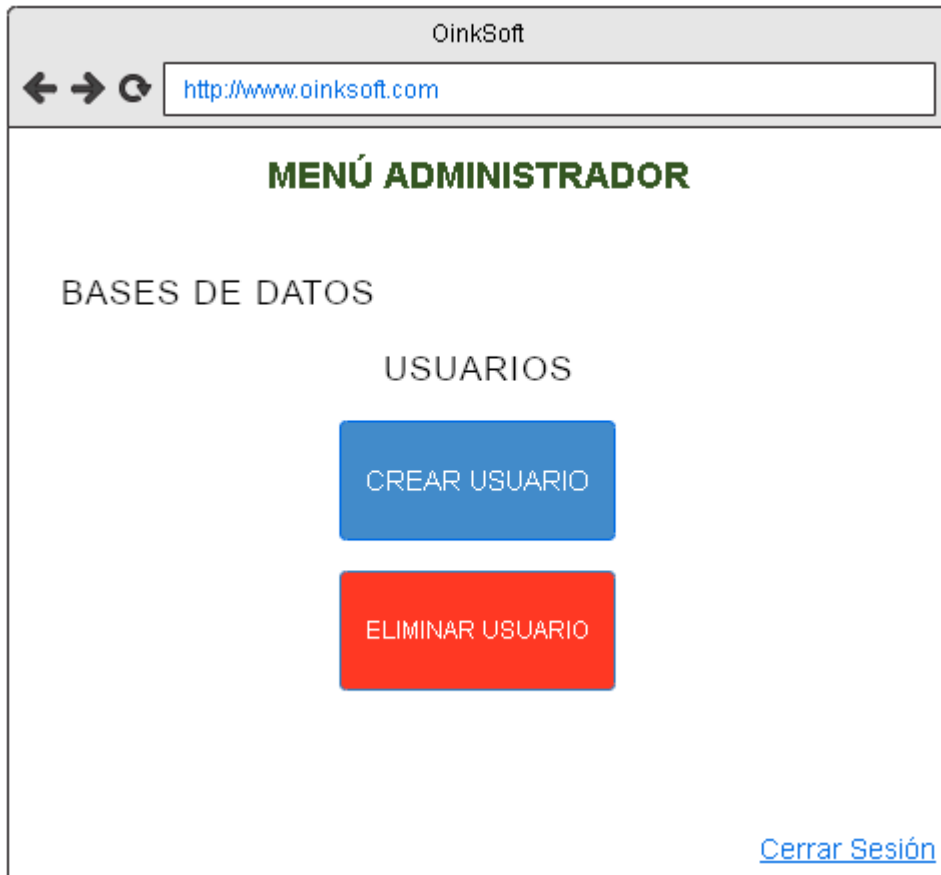 OinkSoft
http://www.oinksoft.com
MENÚ ADMINISTRADOR
BASES DE DATOS
USUARIOS
CREAR USUARIO
ELIMINAR USUARIO
Cerrar Sesión